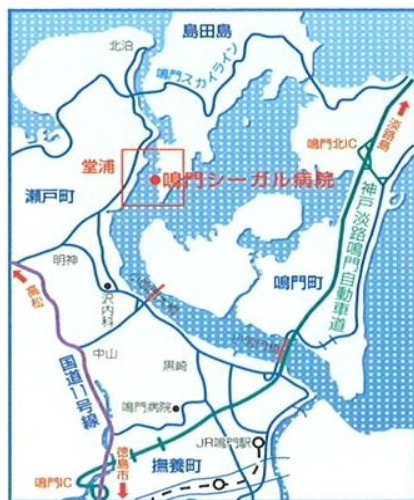 島田島
北泊
鳴門スカイライン
淡路島
鳴門北IC
堂浦
鳴門シーガル病院
瀬戸町
神戸淡路鳴門自動車道
鳴門町
明神
高松
沢内科
小鳴門橋
中山
黒崎
国道11号線
鳴門病院
JR鳴門駅
撫養町
鳴門IC
徳島市